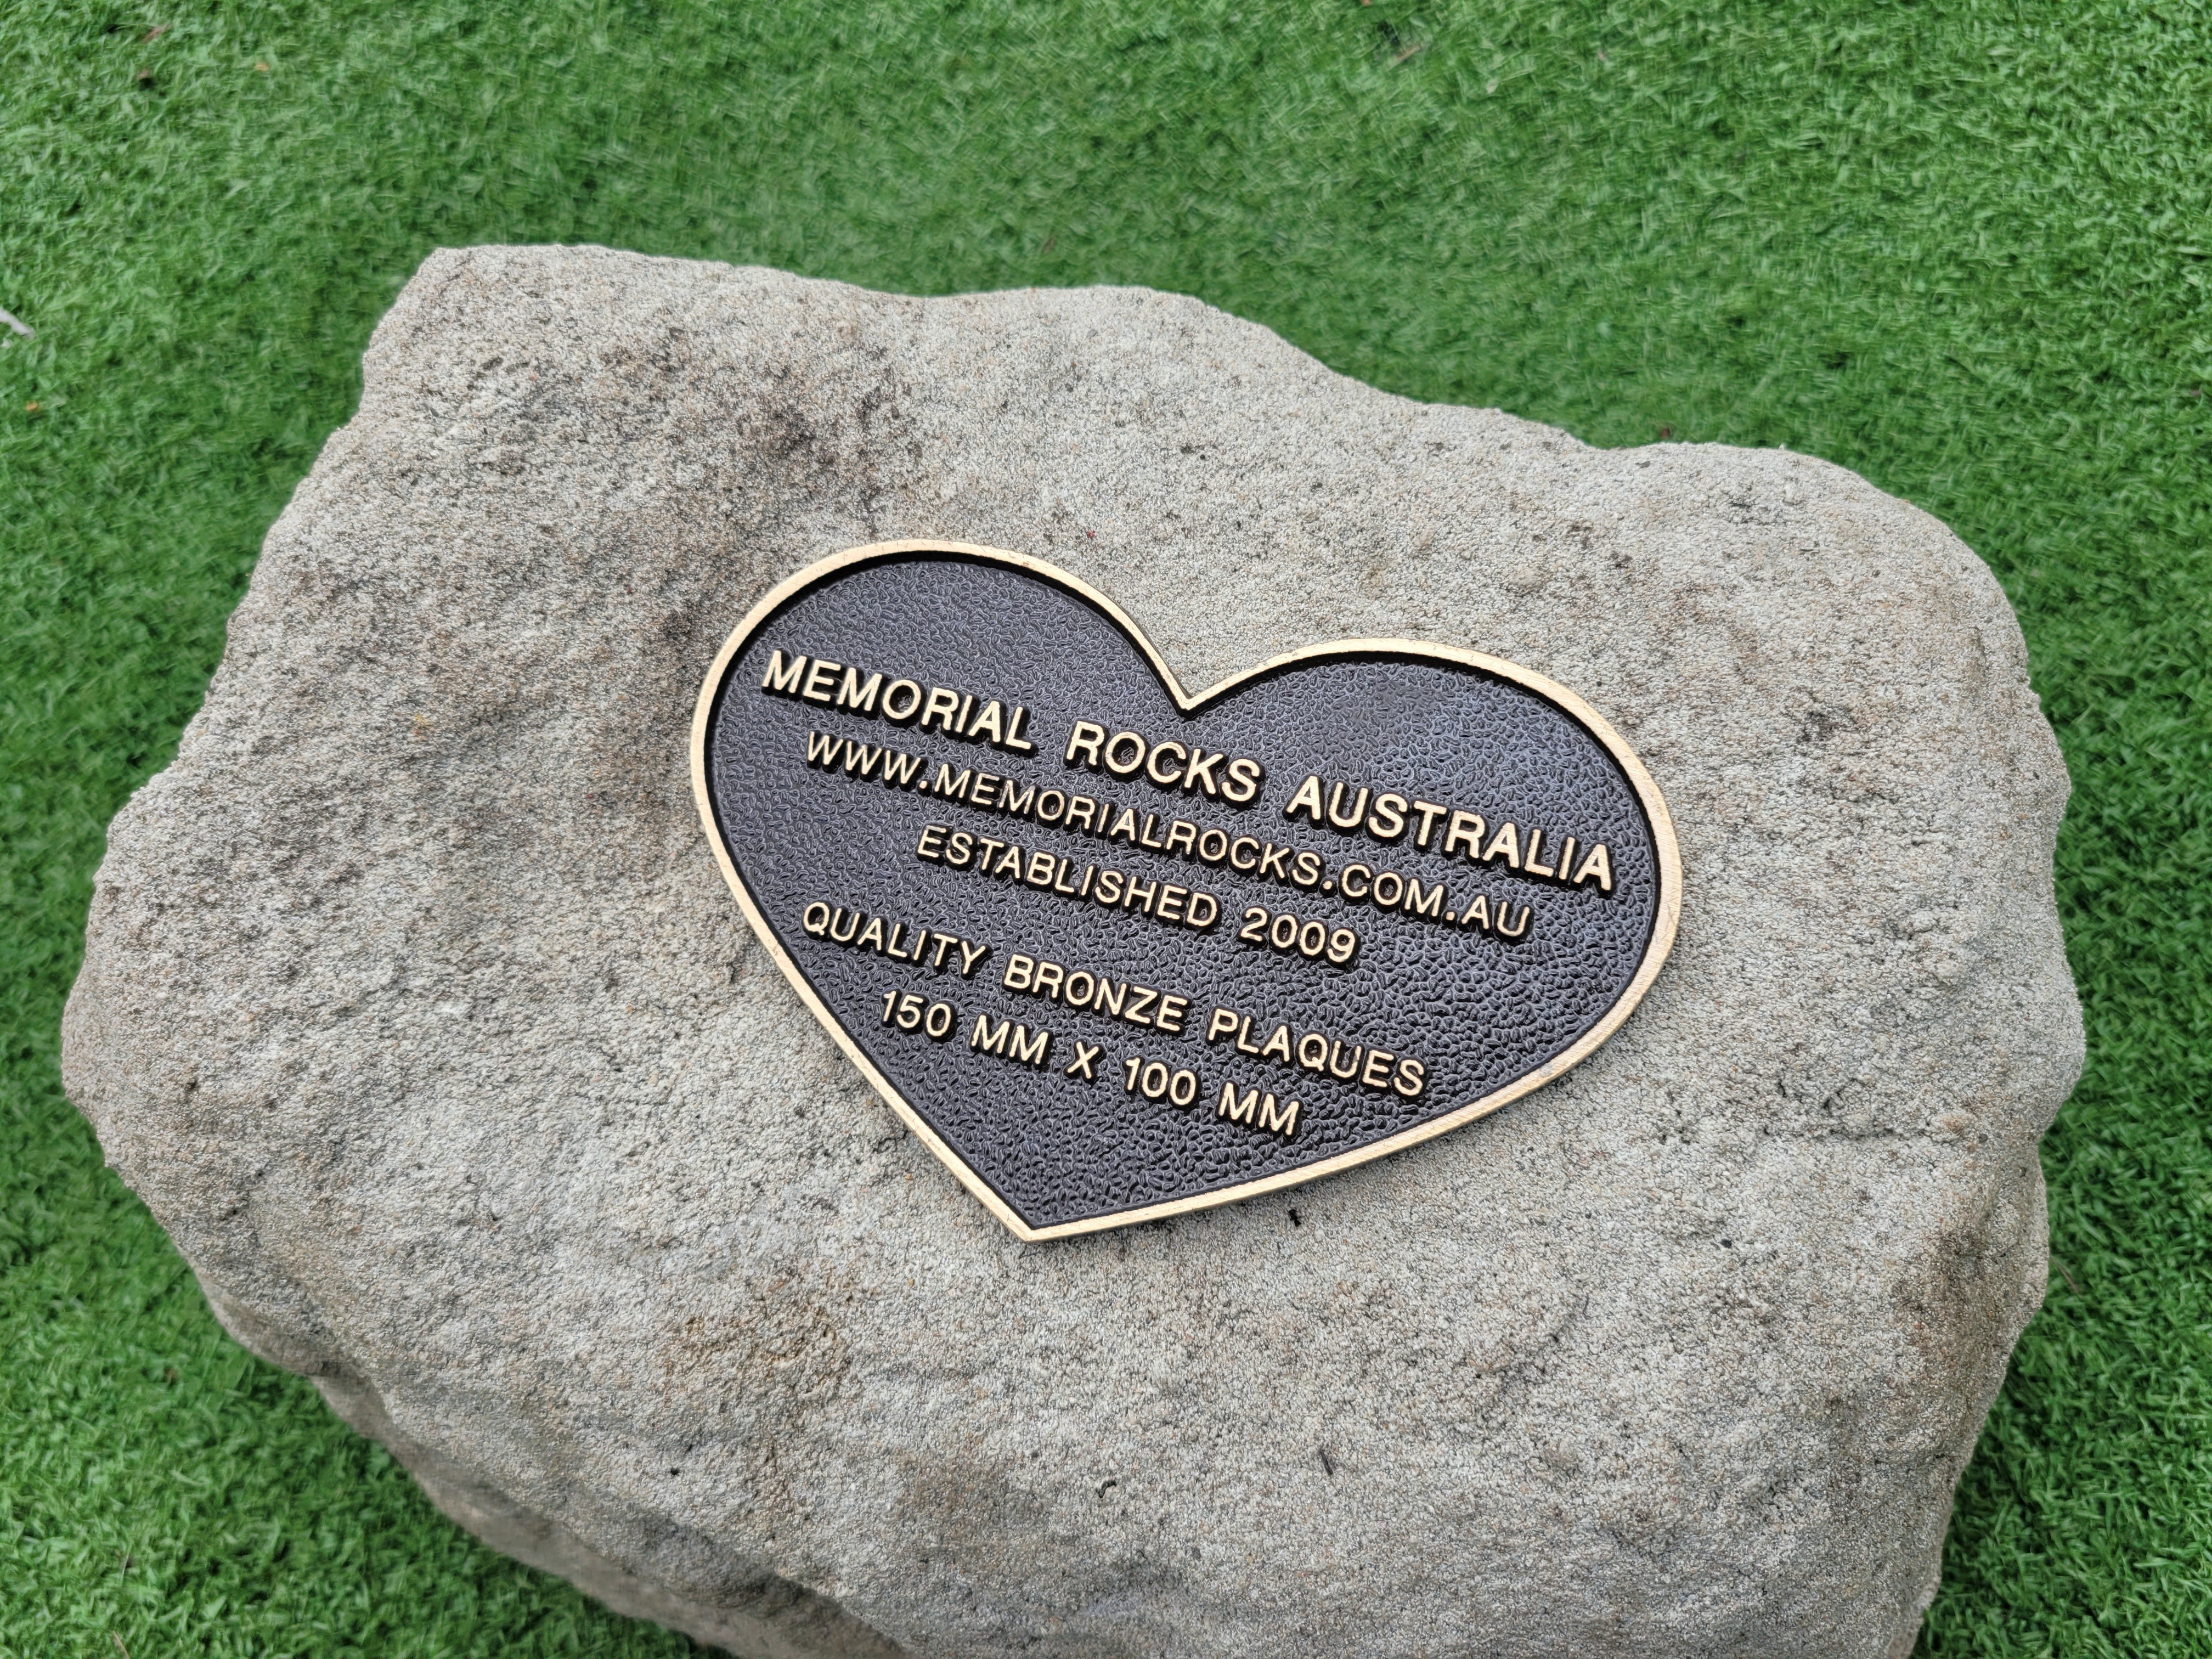 MEMORIAL ROCKS AUSTRALIA
WWW.MEMORIALROCKS.COM.AU
ESTABLISHED 2009
QUALITY BRONZE PLAQUES
150 MM X 100 MM